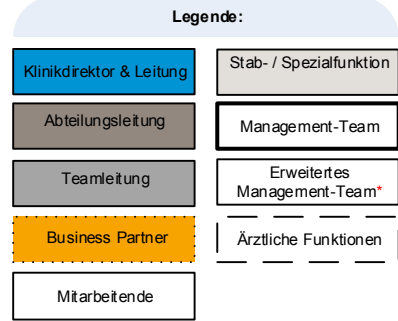 Legende:
Klinikdirektor & Leitung
Stab- / Spezialfunktion
Abteilungsleitung
Management-Team
Teamleitung
Erweitertes
Management-Team*
Business Partner
Ärztliche Funktionen
Mitarbeitende